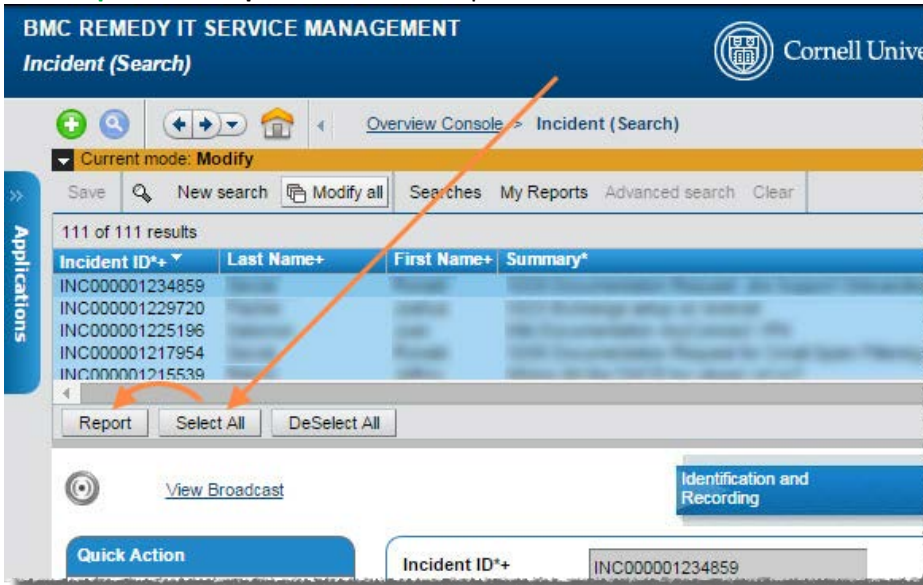 BMC REMEDY IT SERVICE MANAGEMENT
Incident (Search)
Cornell Unive
Overview Console > Incident (Search)
Current mode: Modify
Save New search Modify all Searches My Reports Advanced search Clear
Applications
111 of 111 results
Incident ID*+ Last Name+ First Name+ Summary*
INC000001234859
INC000001229720
INC000001225196
INC000001217954
INC000001215539
Report Select All DeSelect All
View Broadcast
Identification and
Recording
Quick Action
Incident ID*+ INC000001234859